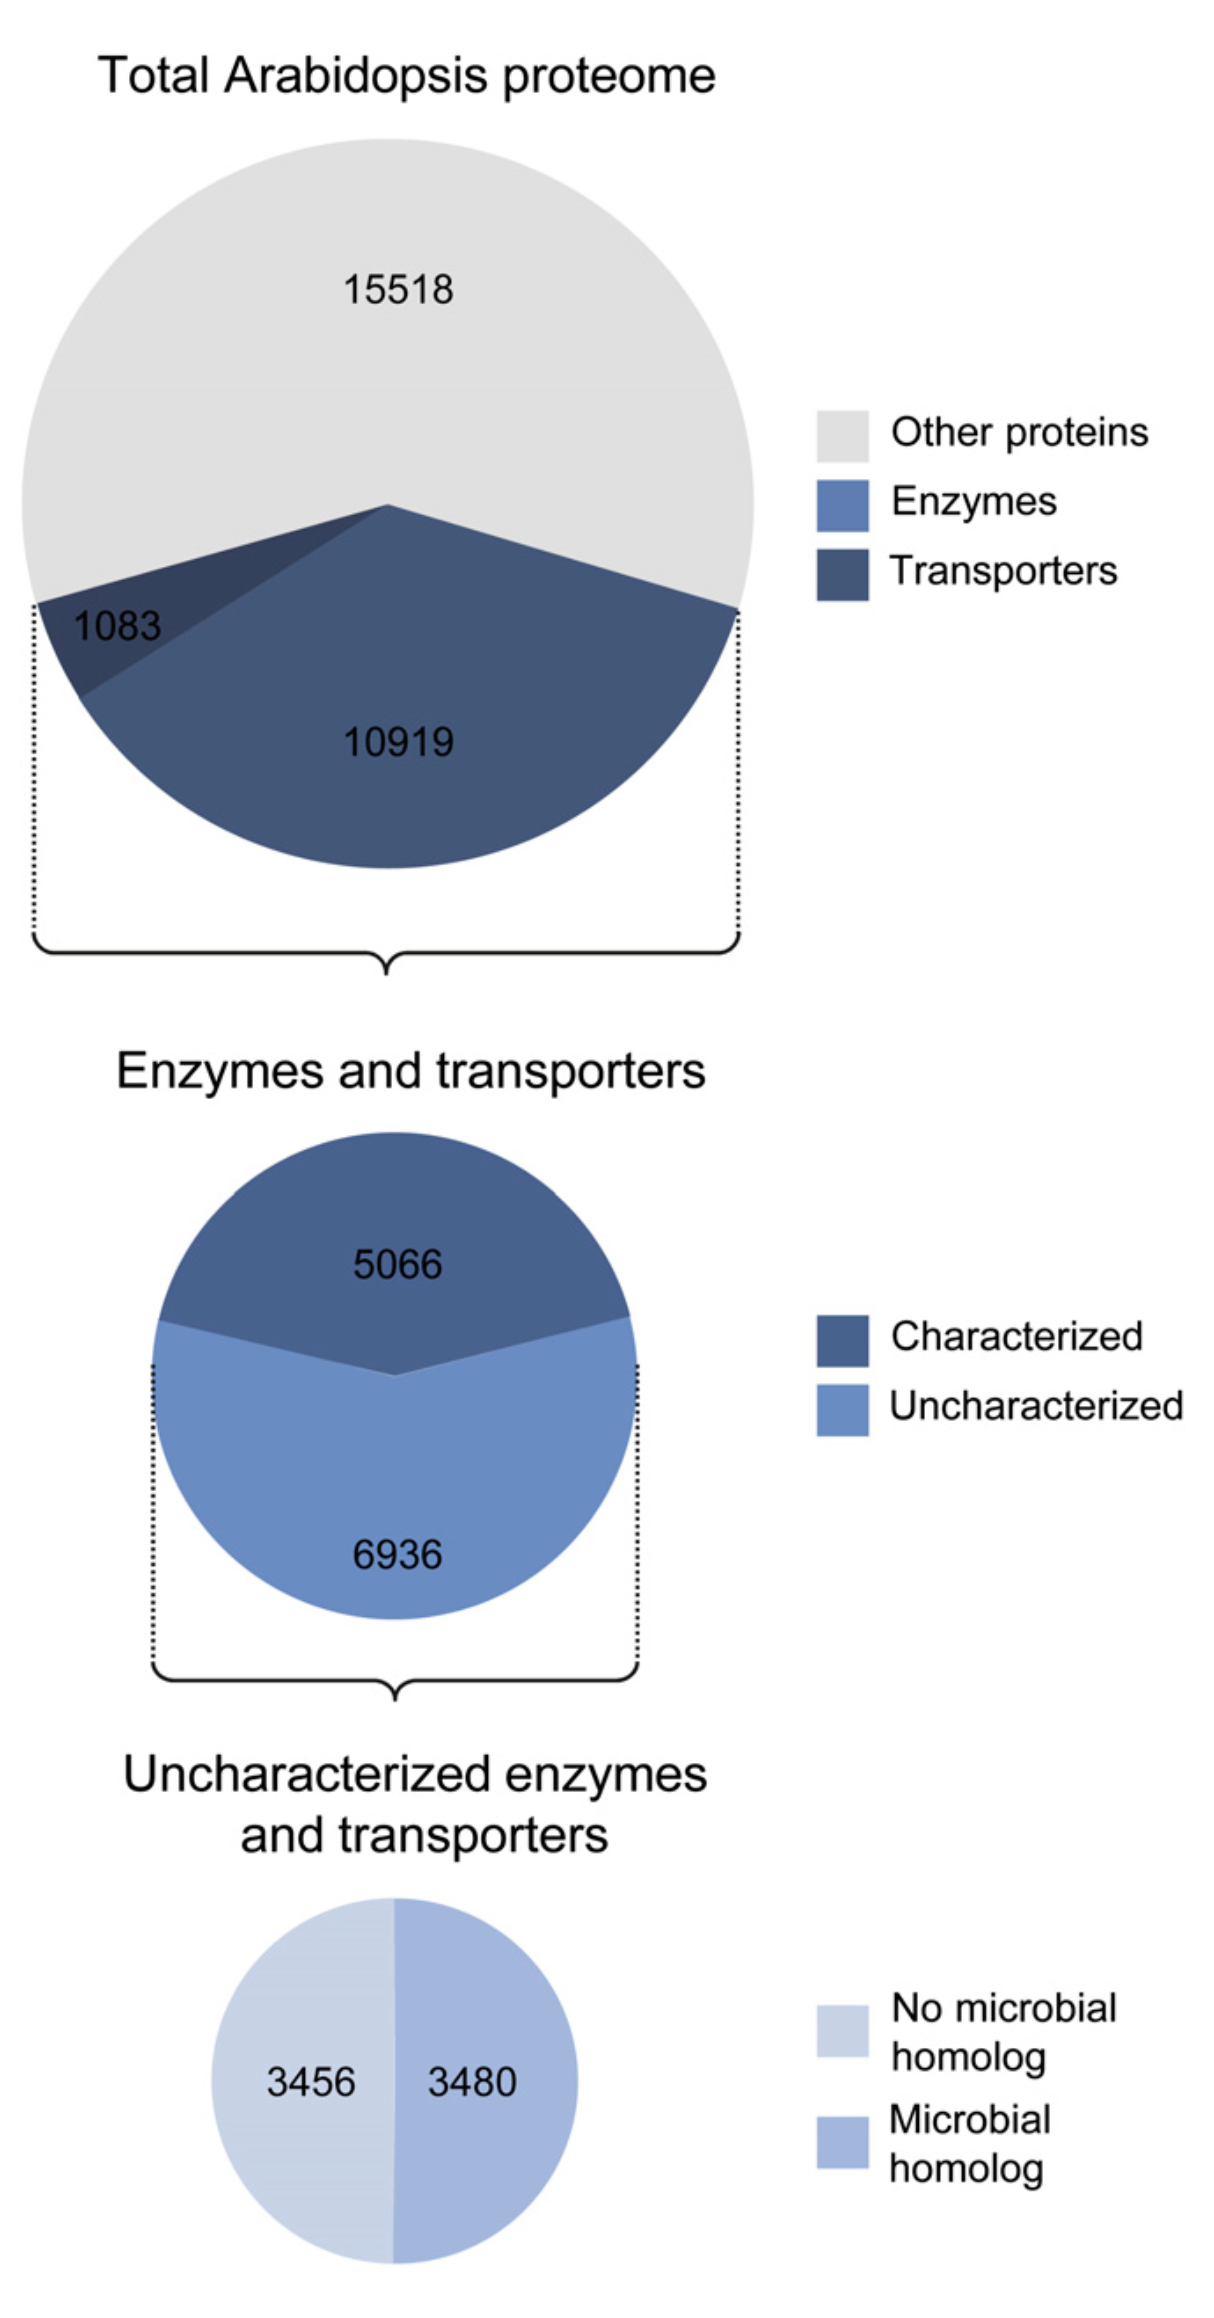 Total Arabidopsis proteome
15518
Other proteins
Enzymes
Transporters
1083
10919
Enzymes and transporters
5066
Characterized
Uncharacterized
6936
Uncharacterized enzymes
and transporters
No microbial
homolog
3456 3480
Microbial
homolog